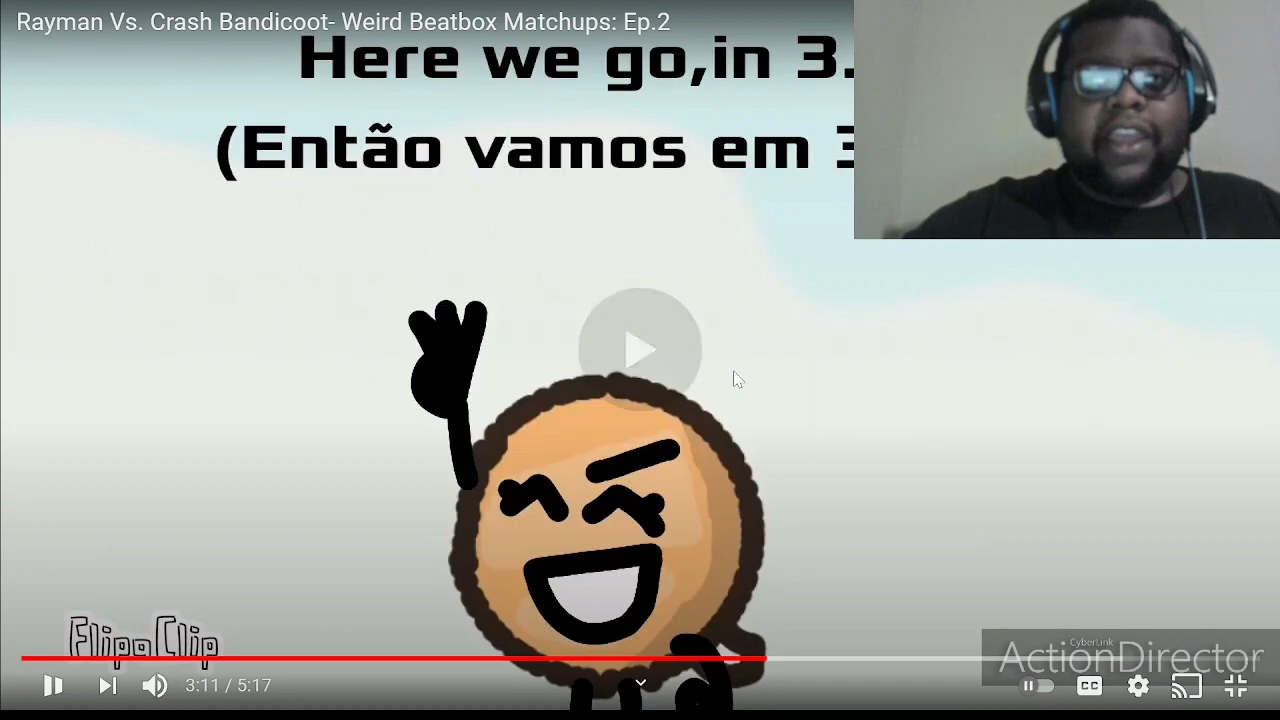 Rayman Vs. Crash Bandicoot- Weird Beatbox Matchups: Ep.2
Here we go,in 3.
(Então vamos em 3
FlipaClip
CyberLink
ActionDirector
3:11 / 5:17
CC